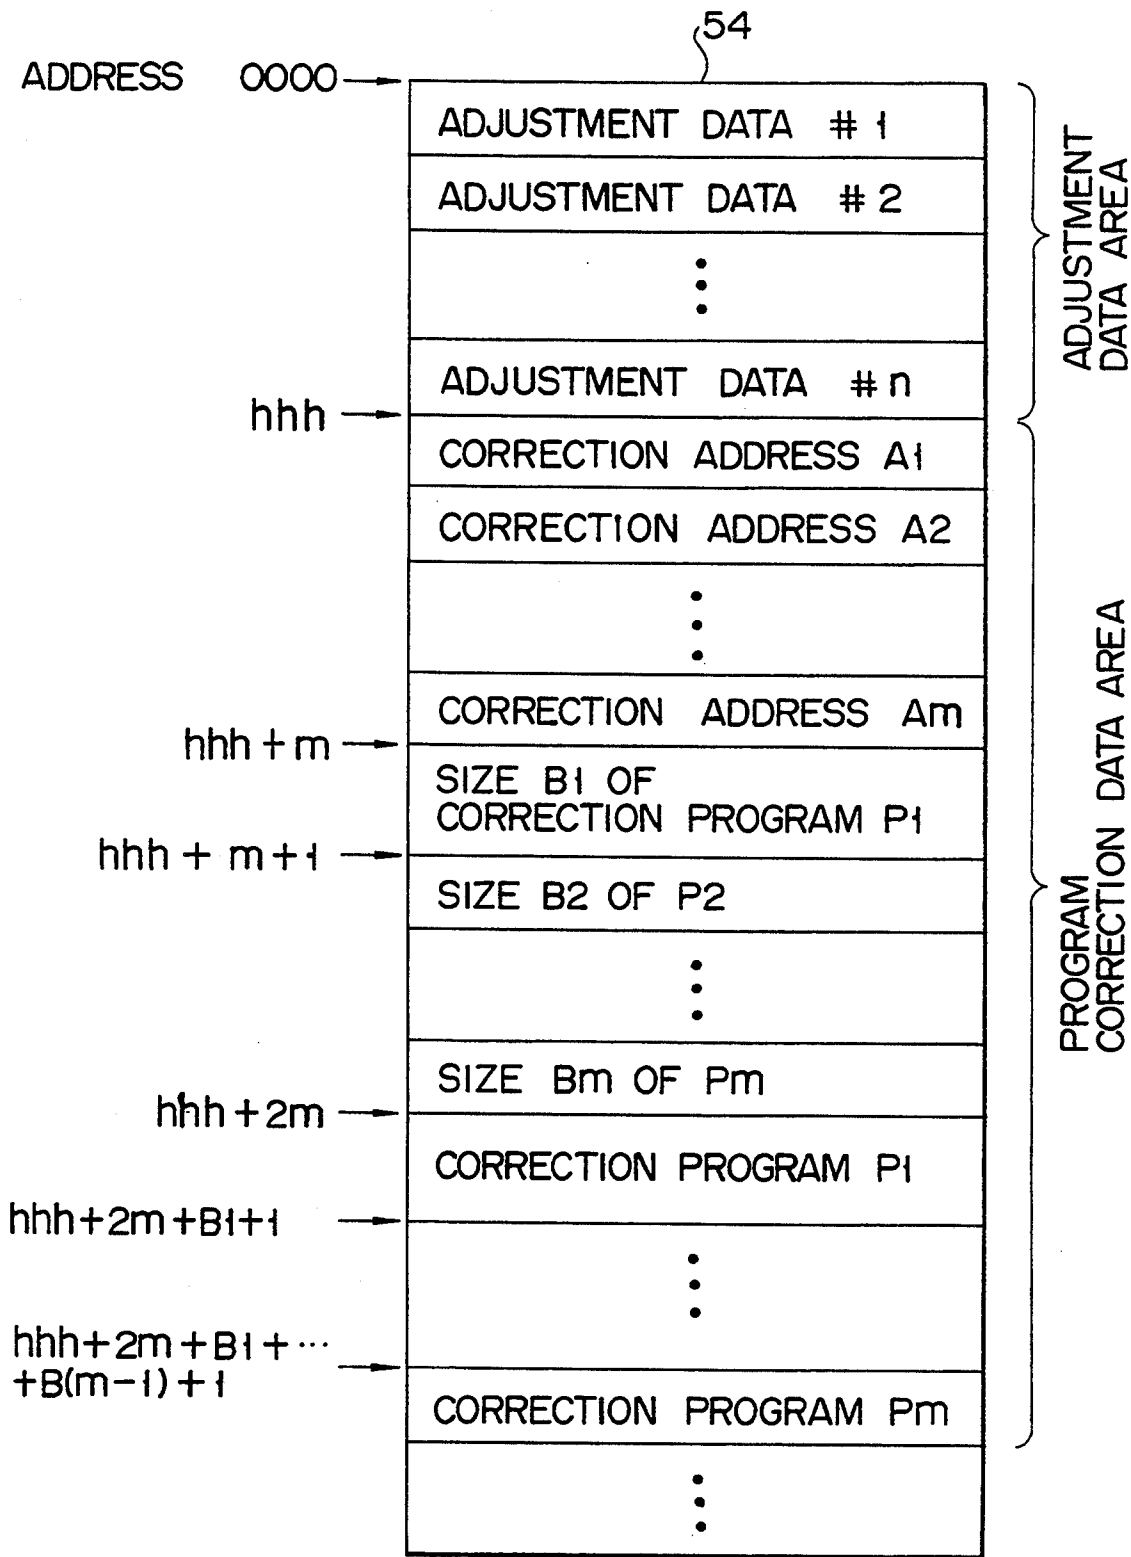 54
ADDRESS 0000
ADJUSTMENT DATA #1
ADJUSTMENT DATA #2
ADJUSTMENT DATA #n
ADJUSTMENT
DATA AREA
hhh
CORRECTION ADDRESS A1
CORRECTION ADDRESS A2
CORRECTION ADDRESS Am
hhh+m
SIZE B1 OF
CORRECTION PROGRAM P1
hhh + m+1
SIZE B2 OF P2
SIZE Bm OF Pm
hhh+2m
CORRECTION PROGRAM P1
hhh+2m+B1+1
hhh+2m+B1+···
+B(m-1)+1
CORRECTION PROGRAM Pm
PROGRAM
CORRECTION DATA AREA